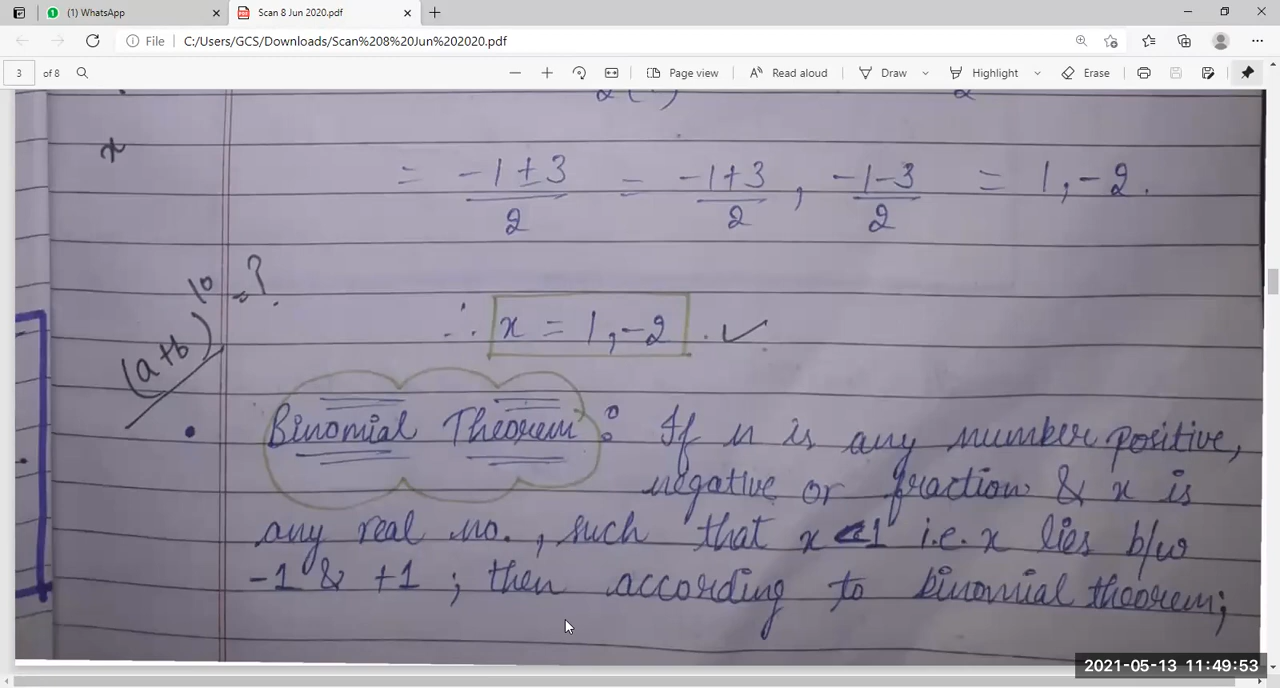 (1) WhatsApp
Scan 8 Jun 2020.pdf
File C:/Users/GCS/Downloads/Scan%208%20Jun%202020.pdf
3 of 8 Page view Read aloud Draw Highlight Erase
x
= -1±3/2 = -1+3/2 , -1-3/2 = 1, -2.
(a+b)^10 = ?
∴ x = 1, -2 . ✓
• Binomial Theorem : If n is any number positive,
negative or fraction & x is
any real no., such that x < 1 i.e. x lies b/w
-1 & +1 ; then according to binomial theorem;
2021-05-13 11:49:53